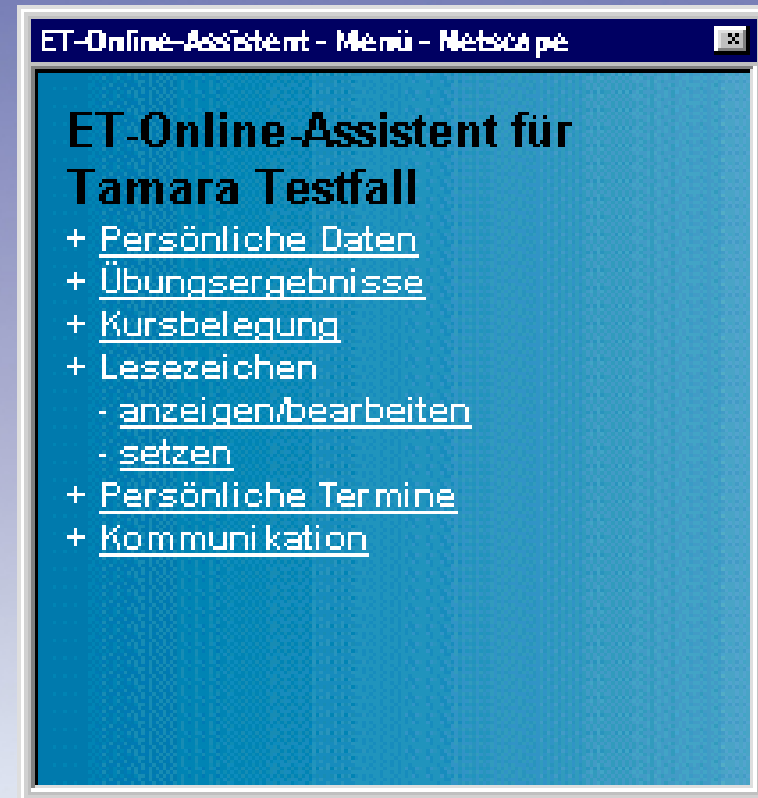 ET-Online-Assistent - Menü - Netscape
ET-Online-Assistent für
Tamara Testfall
+ Persönliche Daten
+ Übungsergebnisse
+ Kursbelegung
+ Lesezeichen
- anzeigen/bearbeiten
- setzen
+ Persönliche Termine
+ Kommunikation